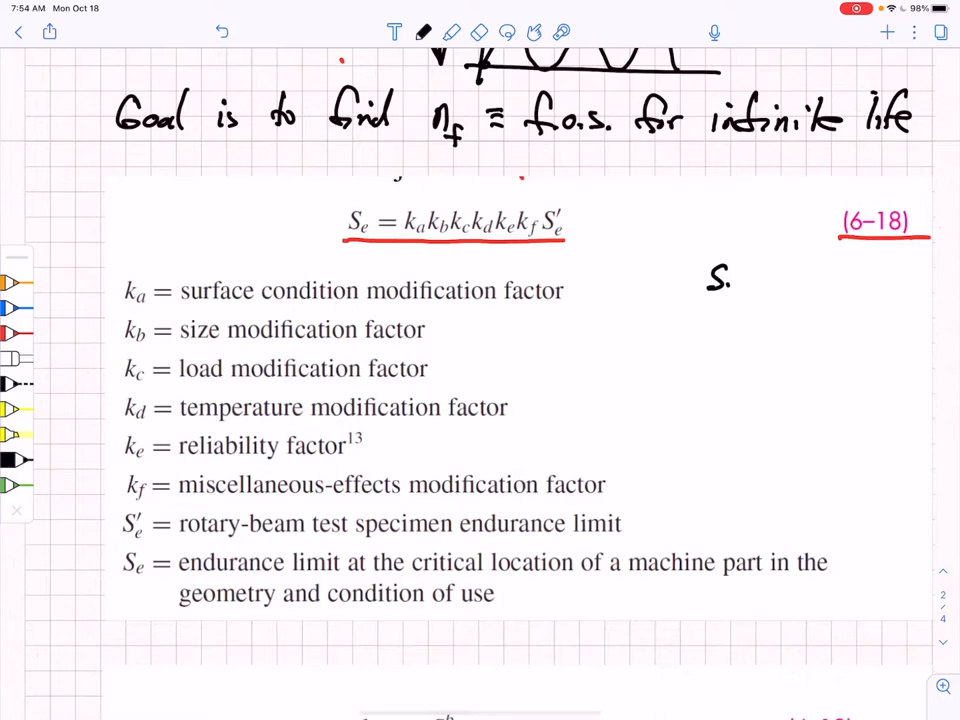 7:54 AM Mon Oct 18
98%
Goal is to find n_f ≡ f.o.s. for infinite life
S_e = k_a k_b k_c k_d k_e k_f S'_e (6–18)
S.
k_a = surface condition modification factor
k_b = size modification factor
k_c = load modification factor
k_d = temperature modification factor
k_e = reliability factor¹³
k_f = miscellaneous-effects modification factor
S'_e = rotary-beam test specimen endurance limit
S_e = endurance limit at the critical location of a machine part in the
geometry and condition of use
2
/
4